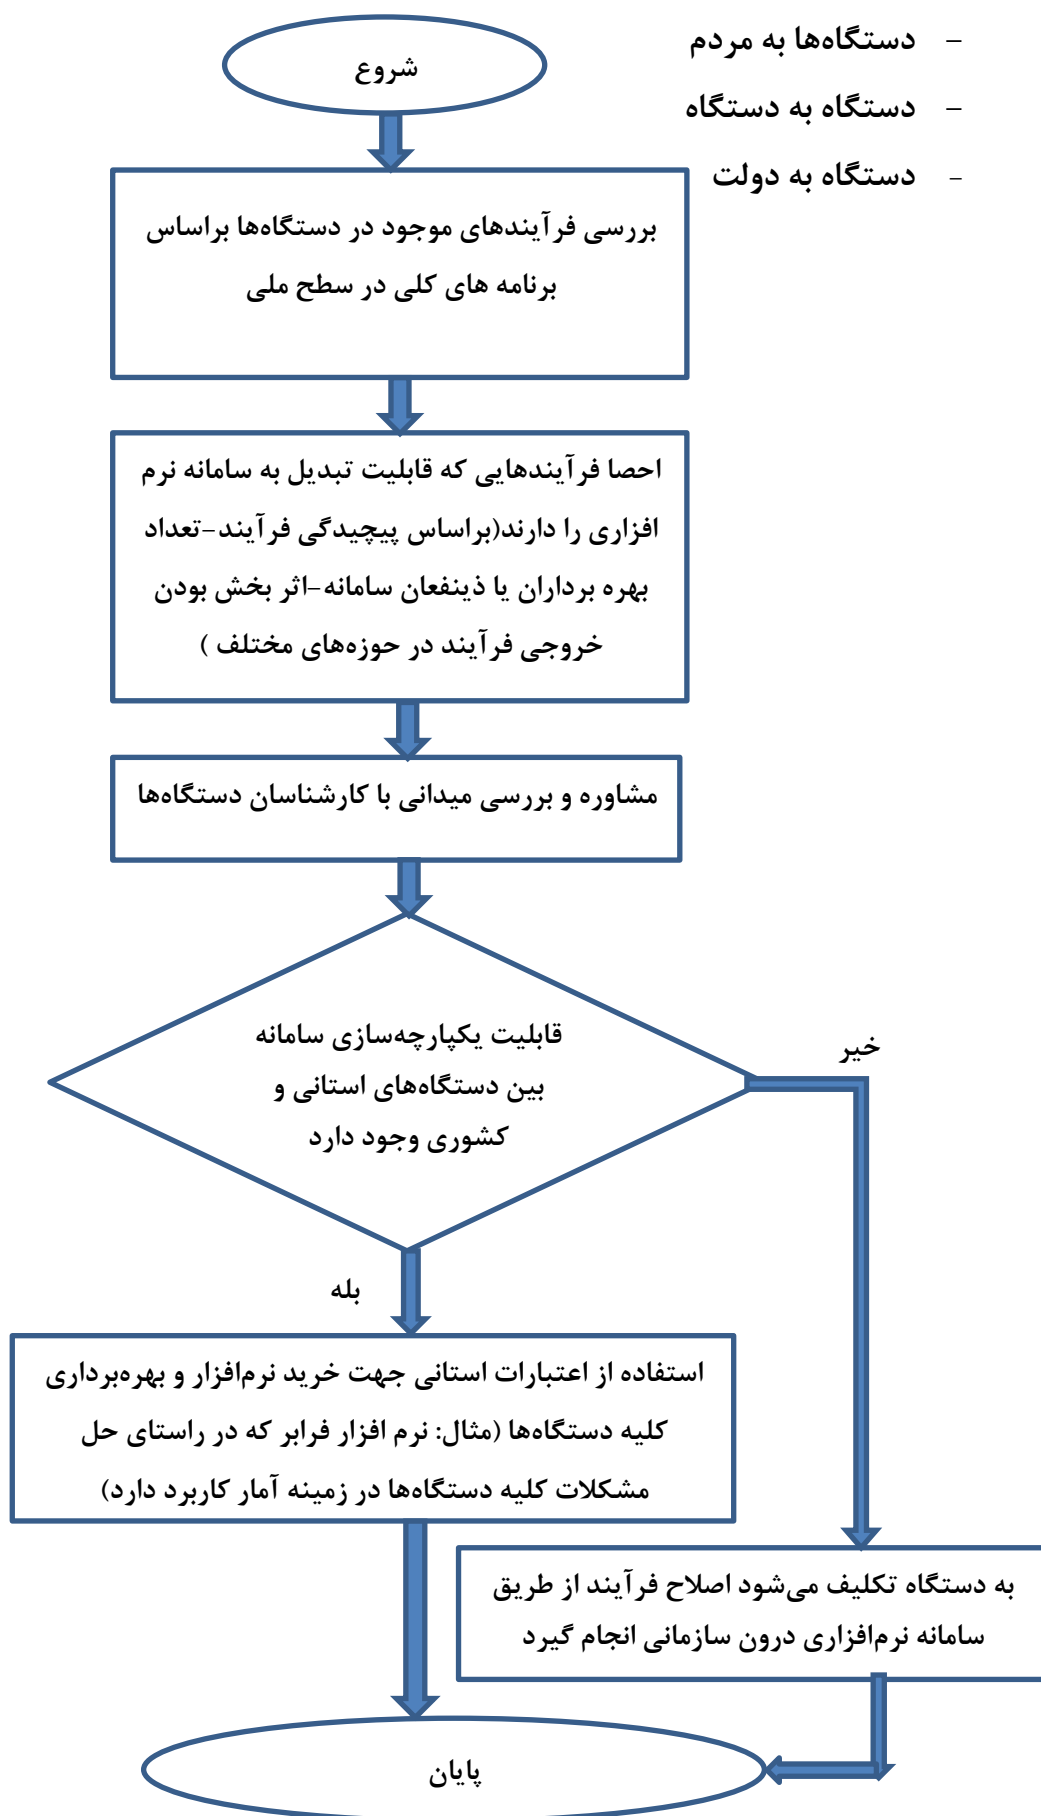 - دستگاه‌ها به مردم
- دستگاه به دستگاه
- دستگاه به دولت
شروع
بررسی فرآیندهای موجود در دستگاه‌ها براساس
برنامه های کلی در سطح ملی
احصا فرآیندهایی که قابلیت تبدیل به سامانه نرم
افزاری را دارند(براساس پیچیدگی فرآیند-تعداد
بهره برداران یا ذینفعان سامانه-اثر بخش بودن
خروجی فرآیند در حوزه‌های مختلف )
مشاوره و بررسی میدانی با کارشناسان دستگاه‌ها
قابلیت یکپارچه‌سازی سامانه
بین دستگاه‌های استانی و
کشوری وجود دارد
خیر
بله
استفاده از اعتبارات استانی جهت خرید نرم‌افزار و بهره‌برداری
کلیه دستگاه‌ها (مثال: نرم افزار فرابر که در راستای حل
مشکلات کلیه دستگاه‌ها در زمینه آمار کاربرد دارد)
به دستگاه تکلیف می‌شود اصلاح فرآیند از طریق
سامانه نرم‌افزاری درون سازمانی انجام گیرد
پایان